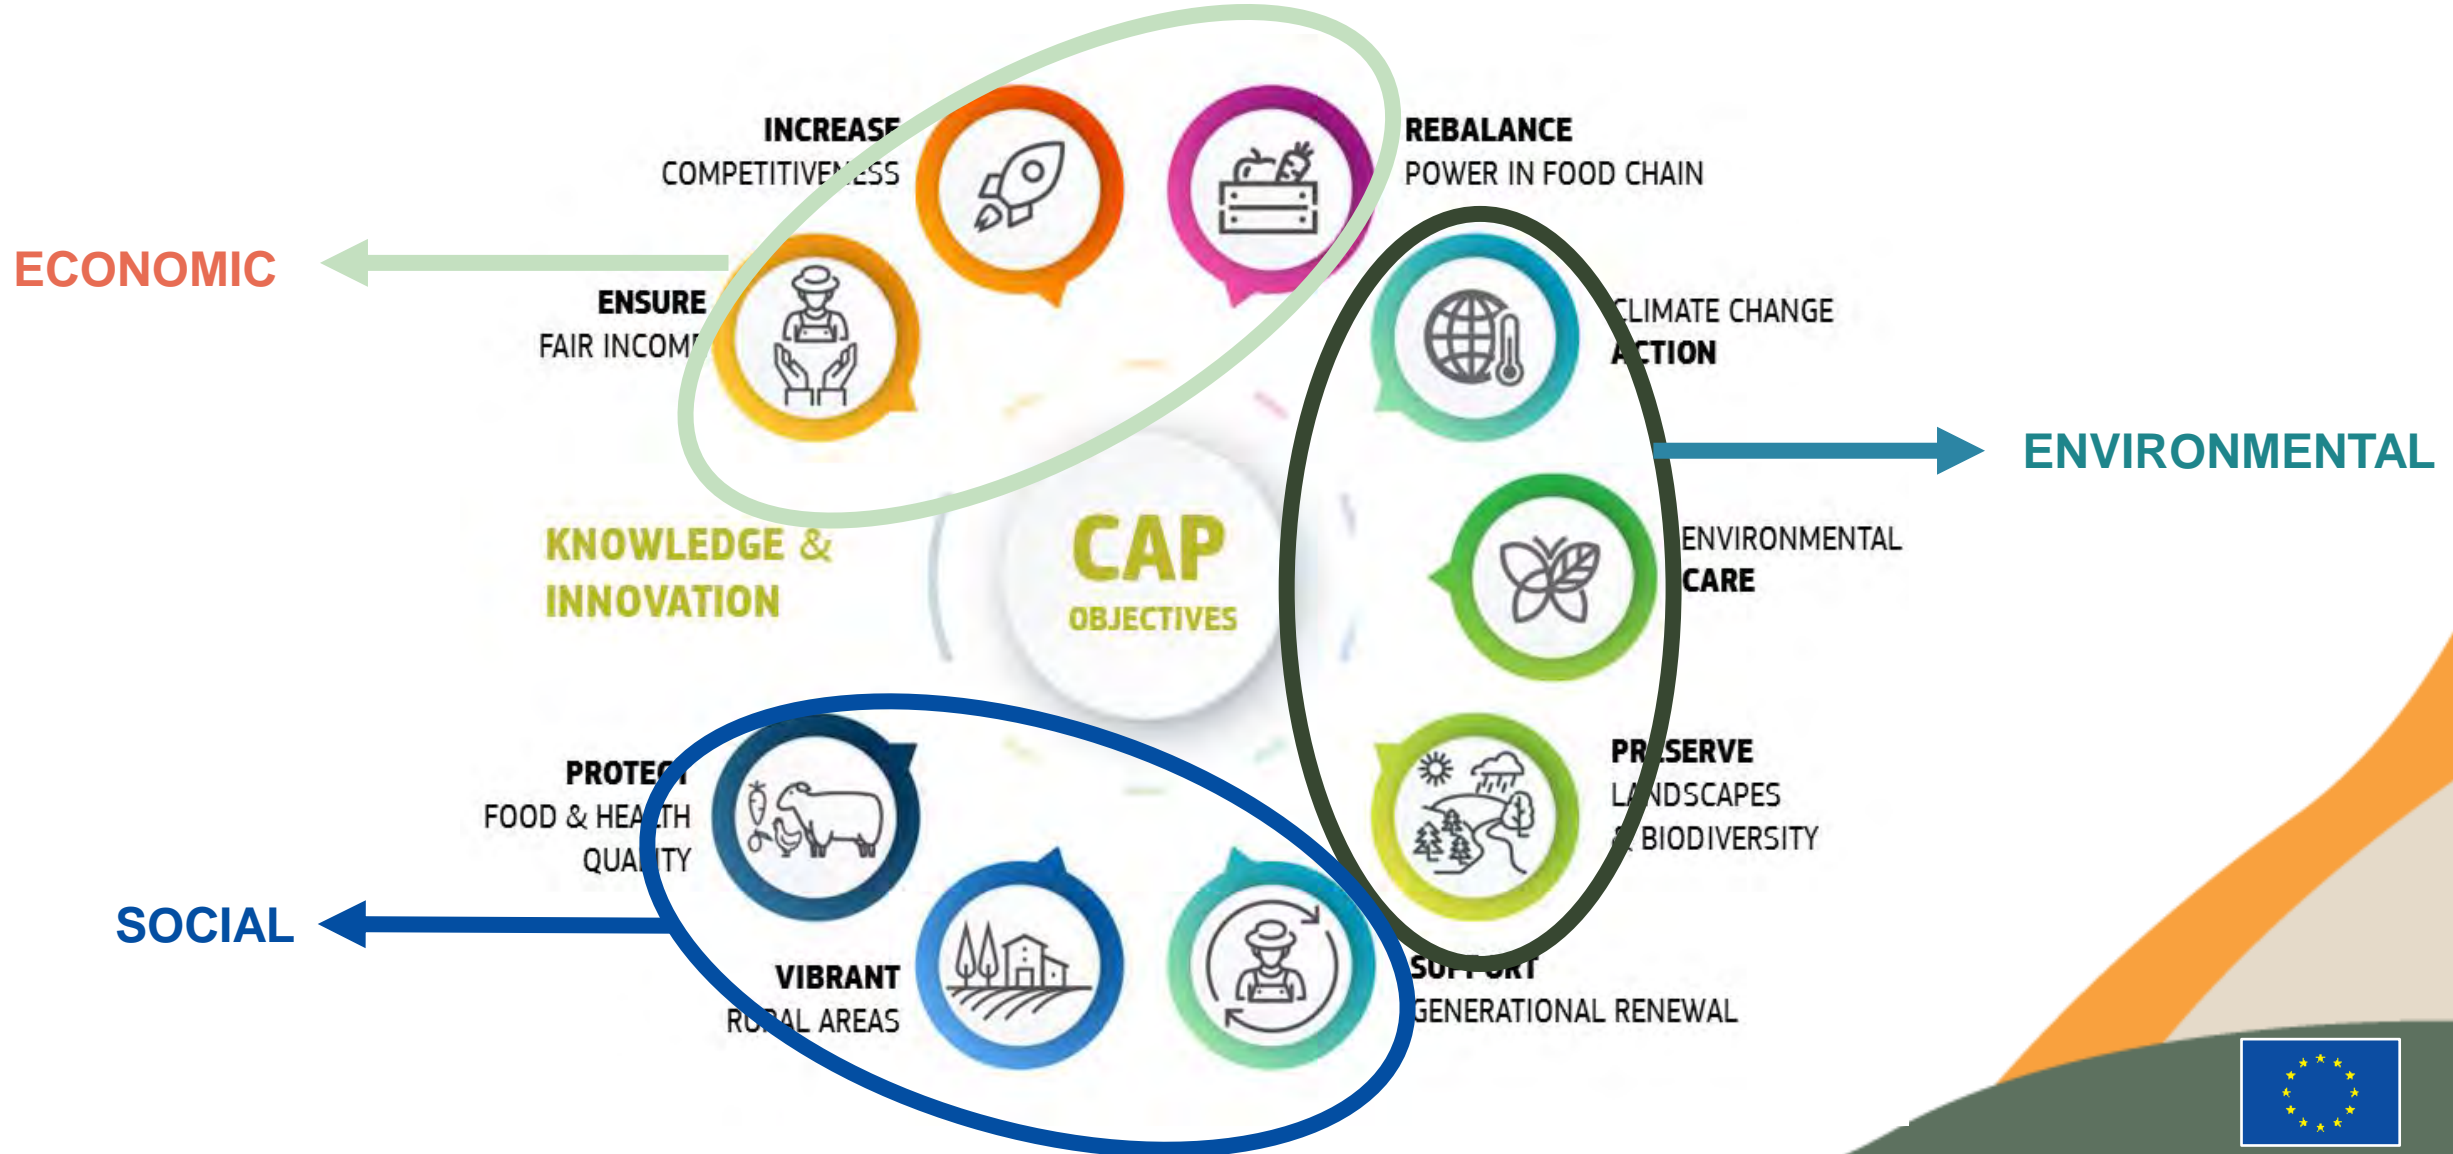 INCREASE
COMPETITIVENESS
REBALANCE
POWER IN FOOD CHAIN
ECONOMIC
ENSURE
FAIR INCOME
CLIMATE CHANGE
ACTION
ENVIRONMENTAL
KNOWLEDGE &
INNOVATION
CAP
OBJECTIVES
ENVIRONMENTAL
CARE
PROTECT
FOOD & HEALTH
QUALITY
PRESERVE
LANDSCAPES
& BIODIVERSITY
SOCIAL
VIBRANT
RURAL AREAS
SUPPORT
GENERATIONAL RENEWAL